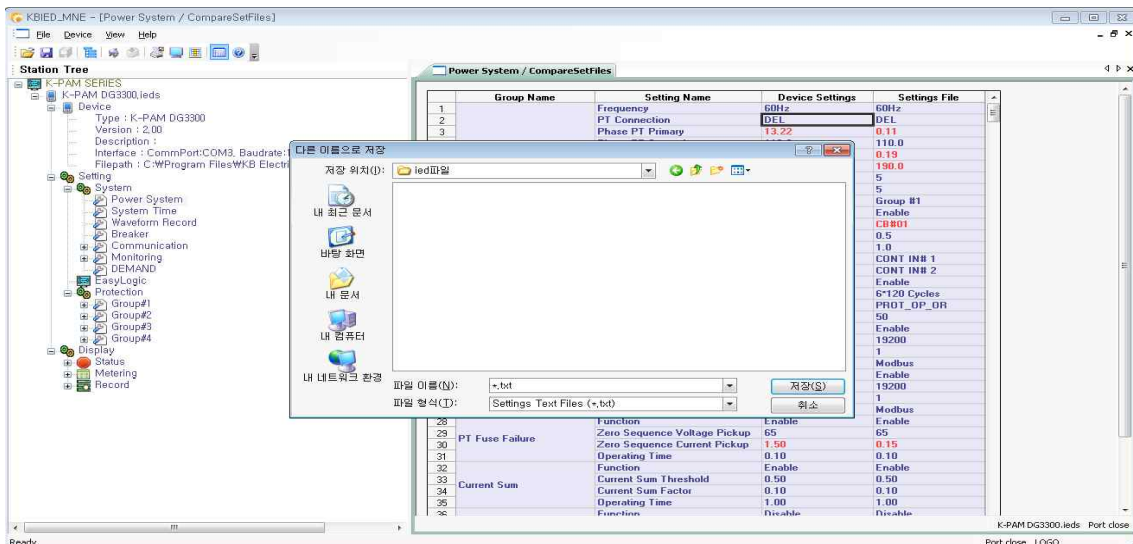 KBIED_MNE - [Power System / CompareSetFiles]
File Device View Help
Station Tree
K-PAM SERIES
K-PAM DG3300,ieds
Device
Type : K-PAM DG3300
Version : 2,00
Description :
Interface : CommPort:COM3, Baudrate:
Filepath : C:₩Program Files₩KB Electri
Setting
System
Power System
System Time
Waveform Record
Breaker
Communication
Monitoring
DEMAND
EasyLogic
Protection
Group#1
Group#2
Group#3
Group#4
Display
Status
Metering
Record
Power System / CompareSetFiles
Group Name Setting Name Device Settings Settings File
1 Frequency 60Hz 60Hz
2 PT Connection DEL DEL
3 Phase PT Primary 13.22 0.11
110.0
0.19
190.0
5
5
Group #1
Enable
CB#01
0.5
1.0
CONT IN# 1
CONT IN# 2
Enable
6*120 Cycles
PROT_OP_OR
50
Enable
19200
1
Modbus
Enable
19200
1
Modbus
28 Function Enable Enable
29 PT Fuse Failure Zero Sequence Voltage Pickup 65 65
30 Zero Sequence Current Pickup 1.50 0.15
31 Operating Time 0.10 0.10
32 Function Enable Enable
33 Current Sum Current Sum Threshold 0.50 0.50
34 Current Sum Factor 0.10 0.10
35 Operating Time 1.00 1.00
36 Function Disable Disable
다른 이름으로 저장
저장 위치(I): ied파일
내 최근 문서
바탕 화면
내 문서
내 컴퓨터
내 네트워크 환경
파일 이름(N): *,txt 저장(S)
파일 형식(T): Settings Text Files (*,txt) 취소
K-PAM DG3300.ieds Port close
Ready Port close LOGO